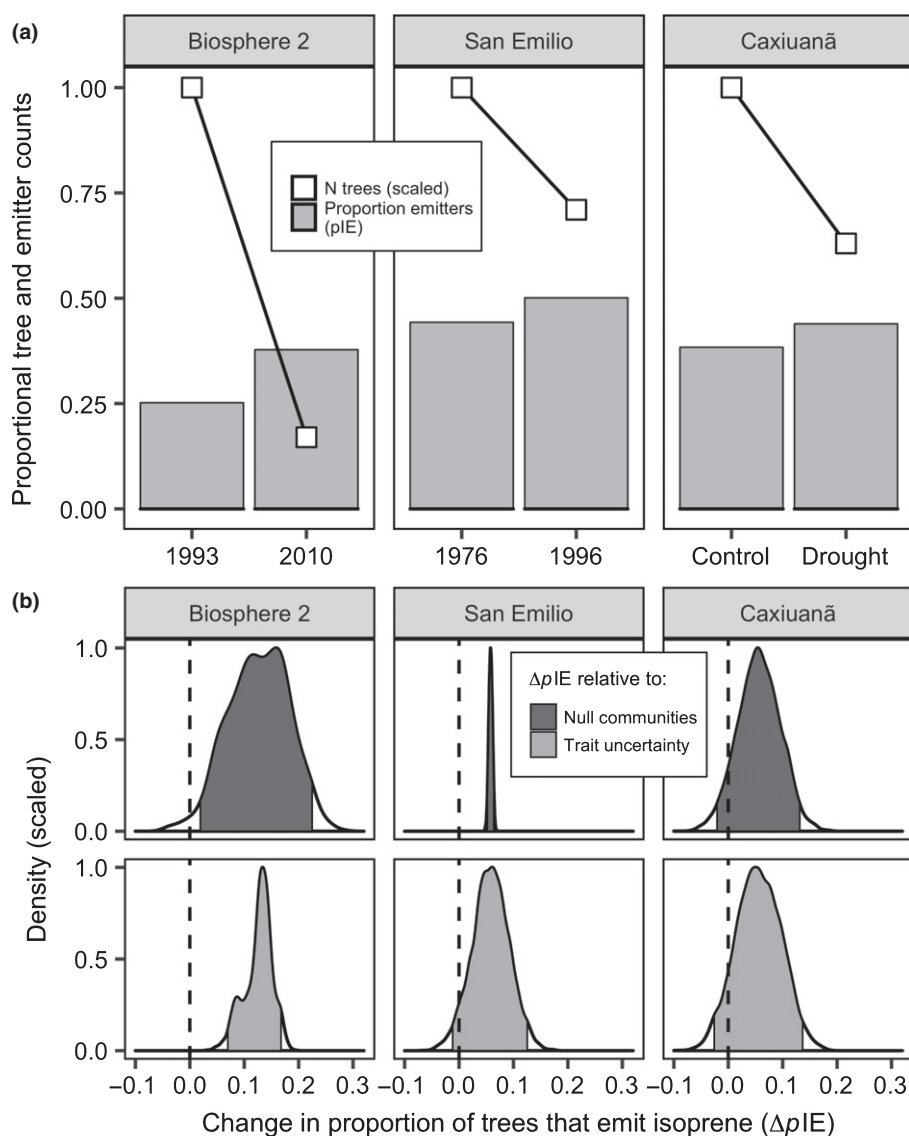 (a)
Biosphere 2
San Emilio
Caxiuanã
Proportional tree and emitter counts
1.00
0.75
0.50
0.25
0.00
N trees (scaled)
Proportion emitters
(pIE)
1993
2010
1976
1996
Control
Drought
(b)
Biosphere 2
San Emilio
Caxiuanã
Density (scaled)
1.0
0.5
0.0
ΔpIE relative to:
Null communities
Trait uncertainty
1.0
0.5
0.0
−0.1
0.0
0.1
0.2
0.3
−0.1
0.0
0.1
0.2
0.3
−0.1
0.0
0.1
0.2
0.3
Change in proportion of trees that emit isoprene (ΔpIE)